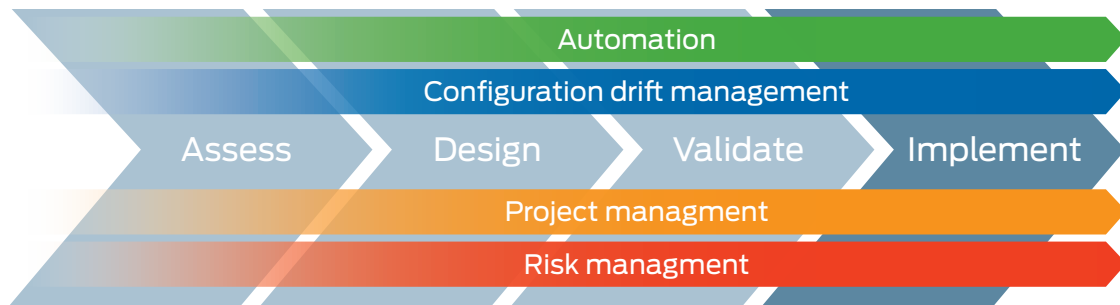 Automation
Configuration drift management
Assess Design Validate Implement
Project managment
Risk managment